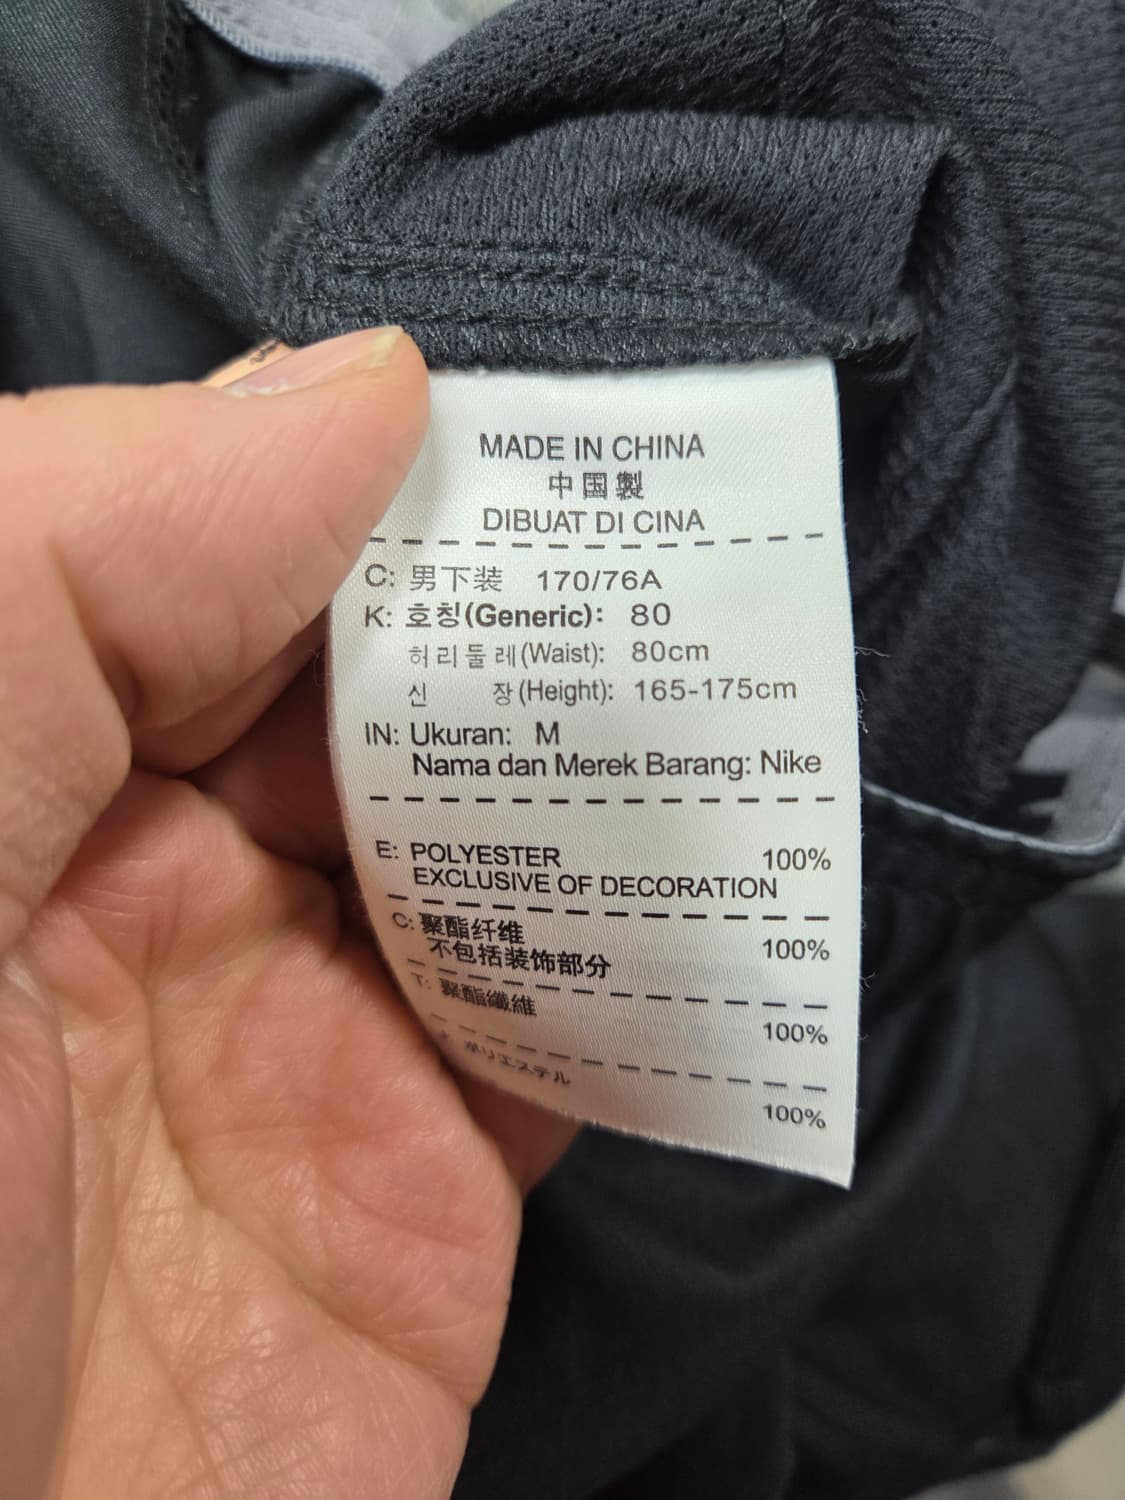 MADE IN CHINA
中国製
DIBUAT DI CINA
C: 男下装 170/76A
K: 호칭(Generic): 80
허리둘레(Waist): 80cm
신 장(Height): 165-175cm
IN: Ukuran: M
Nama dan Merek Barang: Nike
E: POLYESTER 100%
EXCLUSIVE OF DECORATION
C: 聚酯纤维 100%
不包括装饰部分
T: 聚酯纖維 100%
ポリエステル 100%